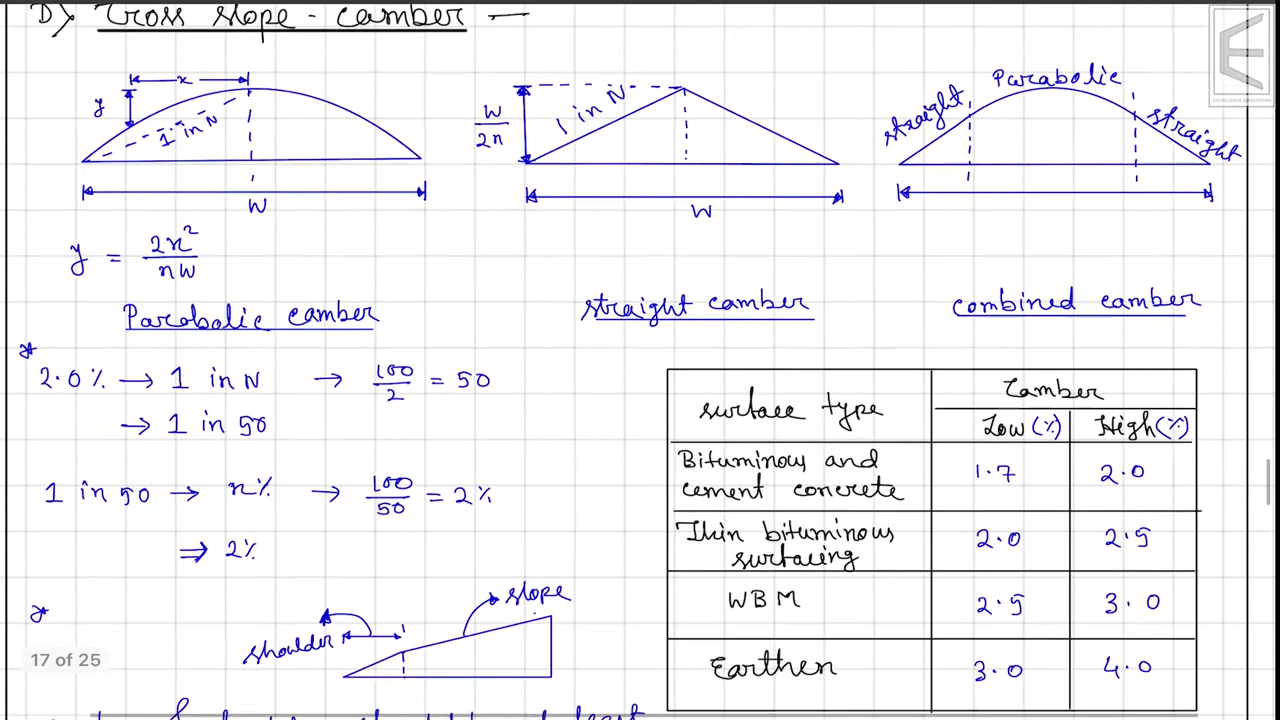 D) Cross slope - camber —
x
y
1 in N
W
W/2n
1 in N
W
straight
Parabolic
straight
y = 2x²/nW
Parabolic camber
straight camber
combined camber
* 2.0% → 1 in N → 100/2 = 50
→ 1 in 50
1 in 50 → n% → 100/50 = 2%
⇒ 2%
*
shoulder
slope
surface type
Camber
Low (%)
High (%)
Bituminous and
cement concrete
1.7
2.0
Thin bituminous
surfacing
2.0
2.5
WBM
2.5
3.0
Earthen
3.0
4.0
17 of 25
least